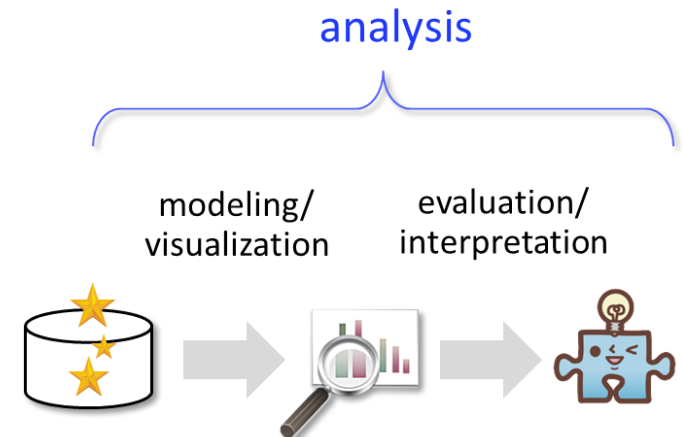 analysis
modeling/
visualization
evaluation/
interpretation